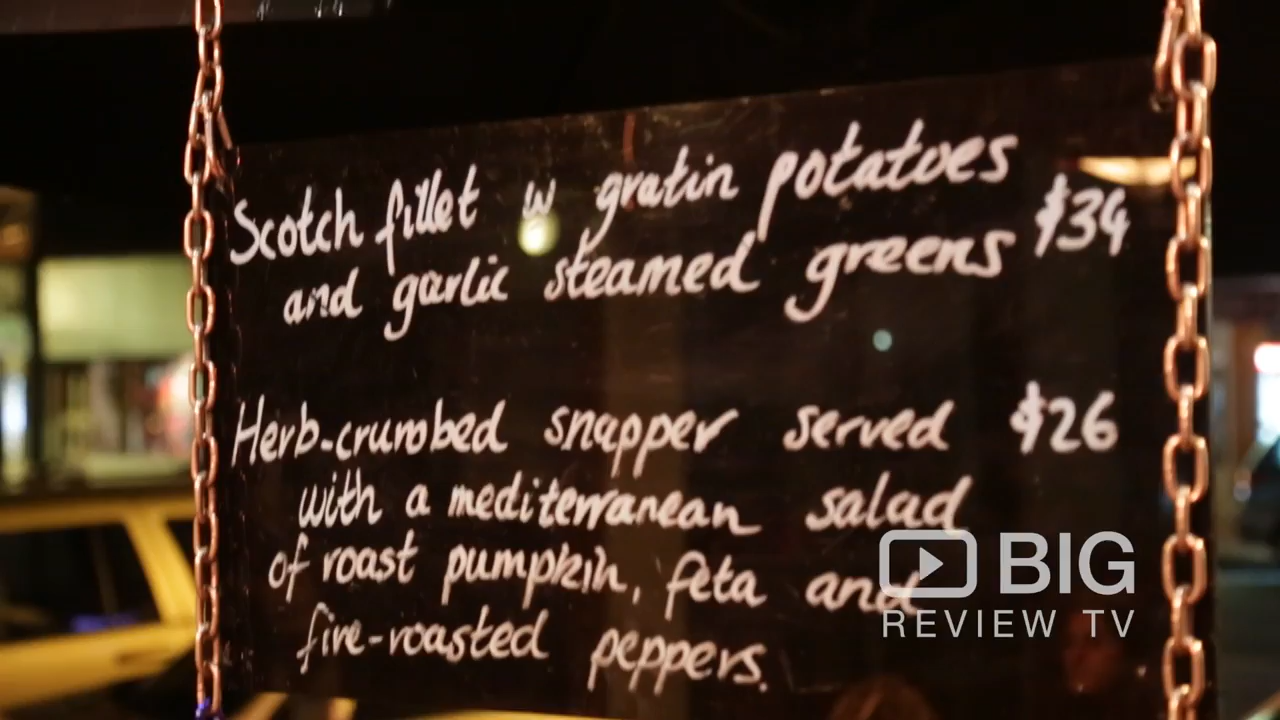 Scotch fillet w gratin potatoes
and garlic steamed greens $34
Herb-crumbed snapper served $26
with a mediterranean salad
of roast pumpkin, feta and
fire-roasted peppers.
BIG
REVIEW TV